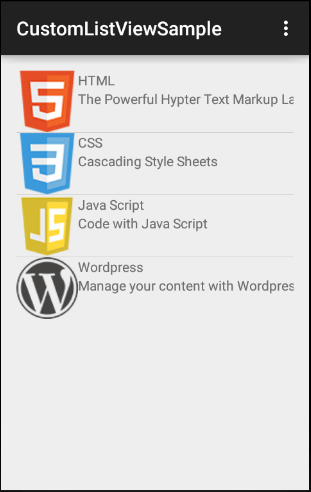 CustomListViewSample
HTML
The Powerful Hypter Text Markup La
CSS
Cascading Style Sheets
Java Script
Code with Java Script
Wordpress
Manage your content with Wordpres
5
3
JS
W